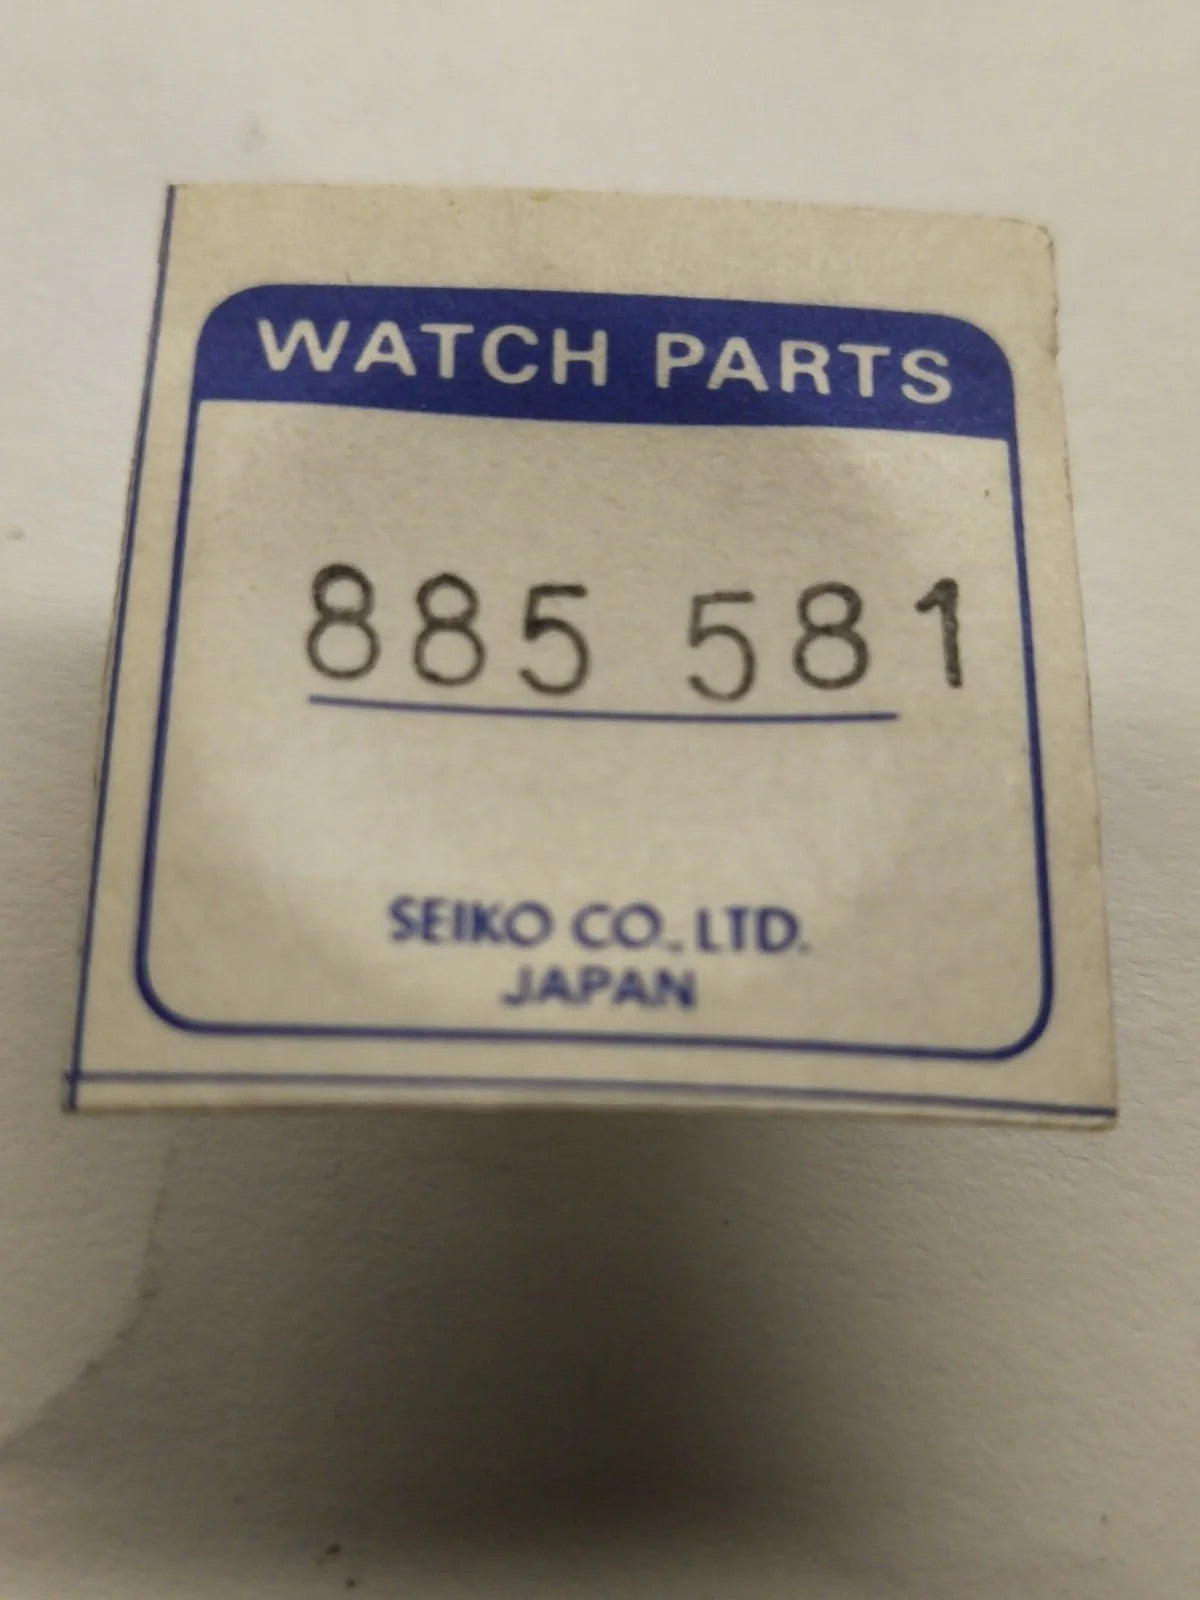 WATCH PARTS
885 581
SEIKO CO., LTD.
JAPAN